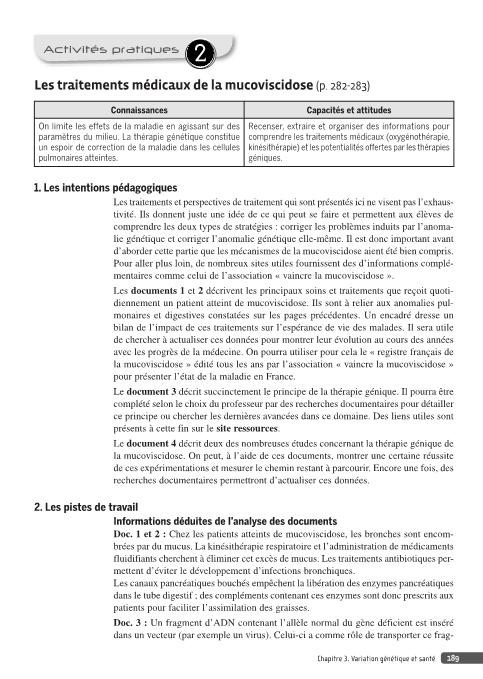 Activités pratiques 2
Les traitements médicaux de la mucoviscidose (p. 282-283)
Connaissances
Capacités et attitudes
On limite les effets de la maladie en agissant sur des
paramètres du milieu. La thérapie génétique constitue
un espoir de correction de la maladie dans les cellules
pulmonaires atteintes.
Recenser, extraire et organiser des informations pour
comprendre les traitements médicaux (oxygénothérapie,
kinésithérapie) et les potentialités offertes par les thérapies
géniques.
1. Les intentions pédagogiques
Les traitements et perspectives de traitement qui sont présentés ici ne visent pas l'exhaus-
tivité. Ils donnent juste une idée de ce qui peut se faire et permettent aux élèves de
comprendre les deux types de stratégies : corriger les problèmes induits par l'anoma-
lie génétique et corriger l'anomalie génétique elle-même. Il est donc important avant
d'aborder cette partie que les mécanismes de la mucoviscidose aient été bien compris.
Pour aller plus loin, de nombreux sites utiles fournissent des d'informations complé-
mentaires comme celui de l'association « vaincre la mucoviscidose ».
Les documents 1 et 2 décrivent les principaux soins et traitements que reçoit quoti-
diennement un patient atteint de mucoviscidose. Ils sont à relier aux anomalies pul-
monaires et digestives constatées sur les pages précédentes. Un encadré dresse un
bilan de l'impact de ces traitements sur l'espérance de vie des malades. Il sera utile
de chercher à actualiser ces données pour montrer leur évolution au cours des années
avec les progrès de la médecine. On pourra utiliser pour cela le « registre français de
la mucoviscidose » édité tous les ans par l'association « vaincre la mucoviscidose »
pour présenter l'état de la maladie en France.
Le document 3 décrit succinctement le principe de la thérapie génique. Il pourra être
complété selon le choix du professeur par des recherches documentaires pour détailler
ce principe ou chercher les dernières avancées dans ce domaine. Des liens utiles sont
présents à cette fin sur le site ressources.
Le document 4 décrit deux des nombreuses études concernant la thérapie génique de
la mucoviscidose. On peut, à l'aide de ces documents, montrer une certaine réussite
de ces expérimentations et mesurer le chemin restant à parcourir. Encore une fois, des
recherches documentaires permettront d'actualiser ces données.
2. Les pistes de travail
Informations déduites de l'analyse des documents
Doc. 1 et 2 : Chez les patients atteints de mucoviscidose, les bronches sont encom-
brées par du mucus. La kinésithérapie respiratoire et l'administration de médicaments
fluidifiants cherchent à éliminer cet excès de mucus. Les traitements antibiotiques per-
mettent d'éviter le développement d'infections bronchiques.
Les canaux pancréatiques bouchés empêchent la libération des enzymes pancréatiques
dans le tube digestif ; des compléments contenant ces enzymes sont donc prescrits aux
patients pour faciliter l'assimilation des graisses.
Doc. 3 : Un fragment d'ADN contenant l'allèle normal du gène déficient est inséré
dans un vecteur (par exemple un virus). Celui-ci a comme rôle de transporter ce frag-
Chapitre 3. Variation génétique et santé 189